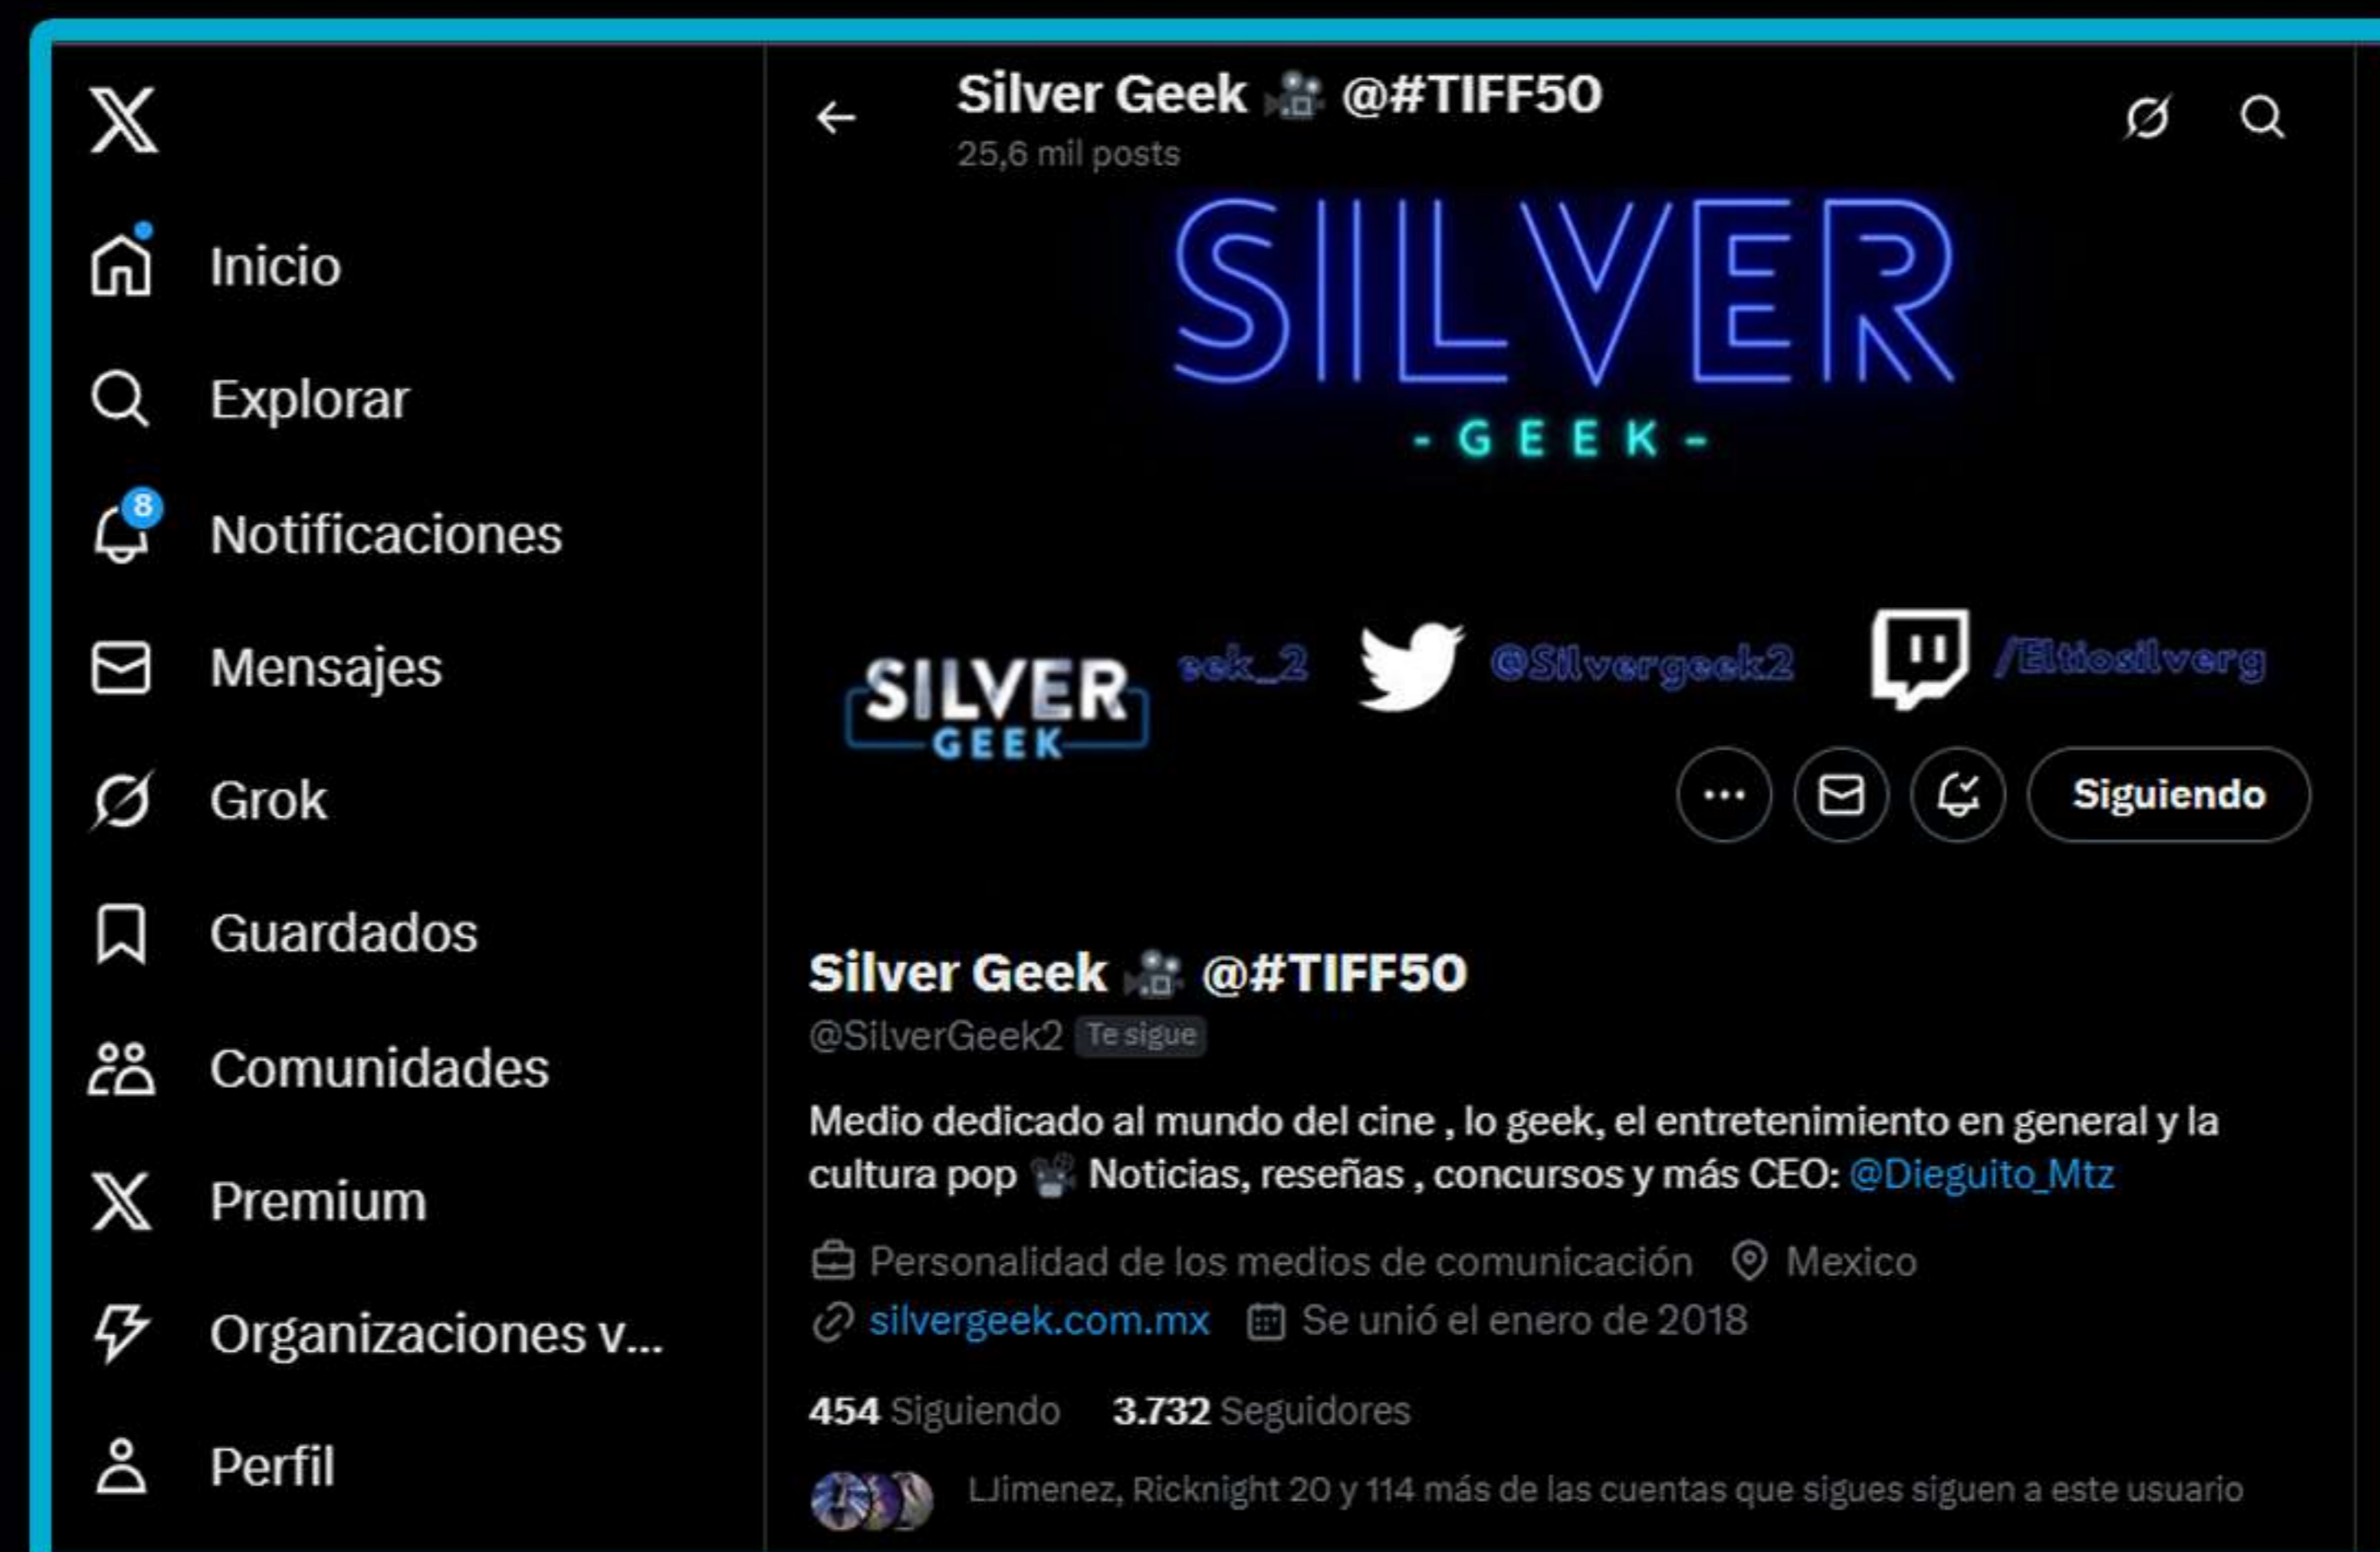 Silver Geek 🎥 @#TIFF50
25,6 mil posts
Inicio
Explorar
8
Notificaciones
Mensajes
Grok
Guardados
Comunidades
Premium
Organizaciones v...
Perfil
SILVER
- GEEK -
SILVER
GEEK
eek_2 @Silvergeek2 /Eltiosilverg
Siguiendo
Silver Geek 🎥 @#TIFF50
@SilverGeek2 Te sigue
Medio dedicado al mundo del cine , lo geek, el entretenimiento en general y la
cultura pop 📽 Noticias, reseñas , concursos y más CEO: @Dieguito_Mtz
Personalidad de los medios de comunicación Mexico
silvergeek.com.mx Se unió el enero de 2018
454 Siguiendo 3.732 Seguidores
LJimenez, Ricknight 20 y 114 más de las cuentas que sigues siguen a este usuario